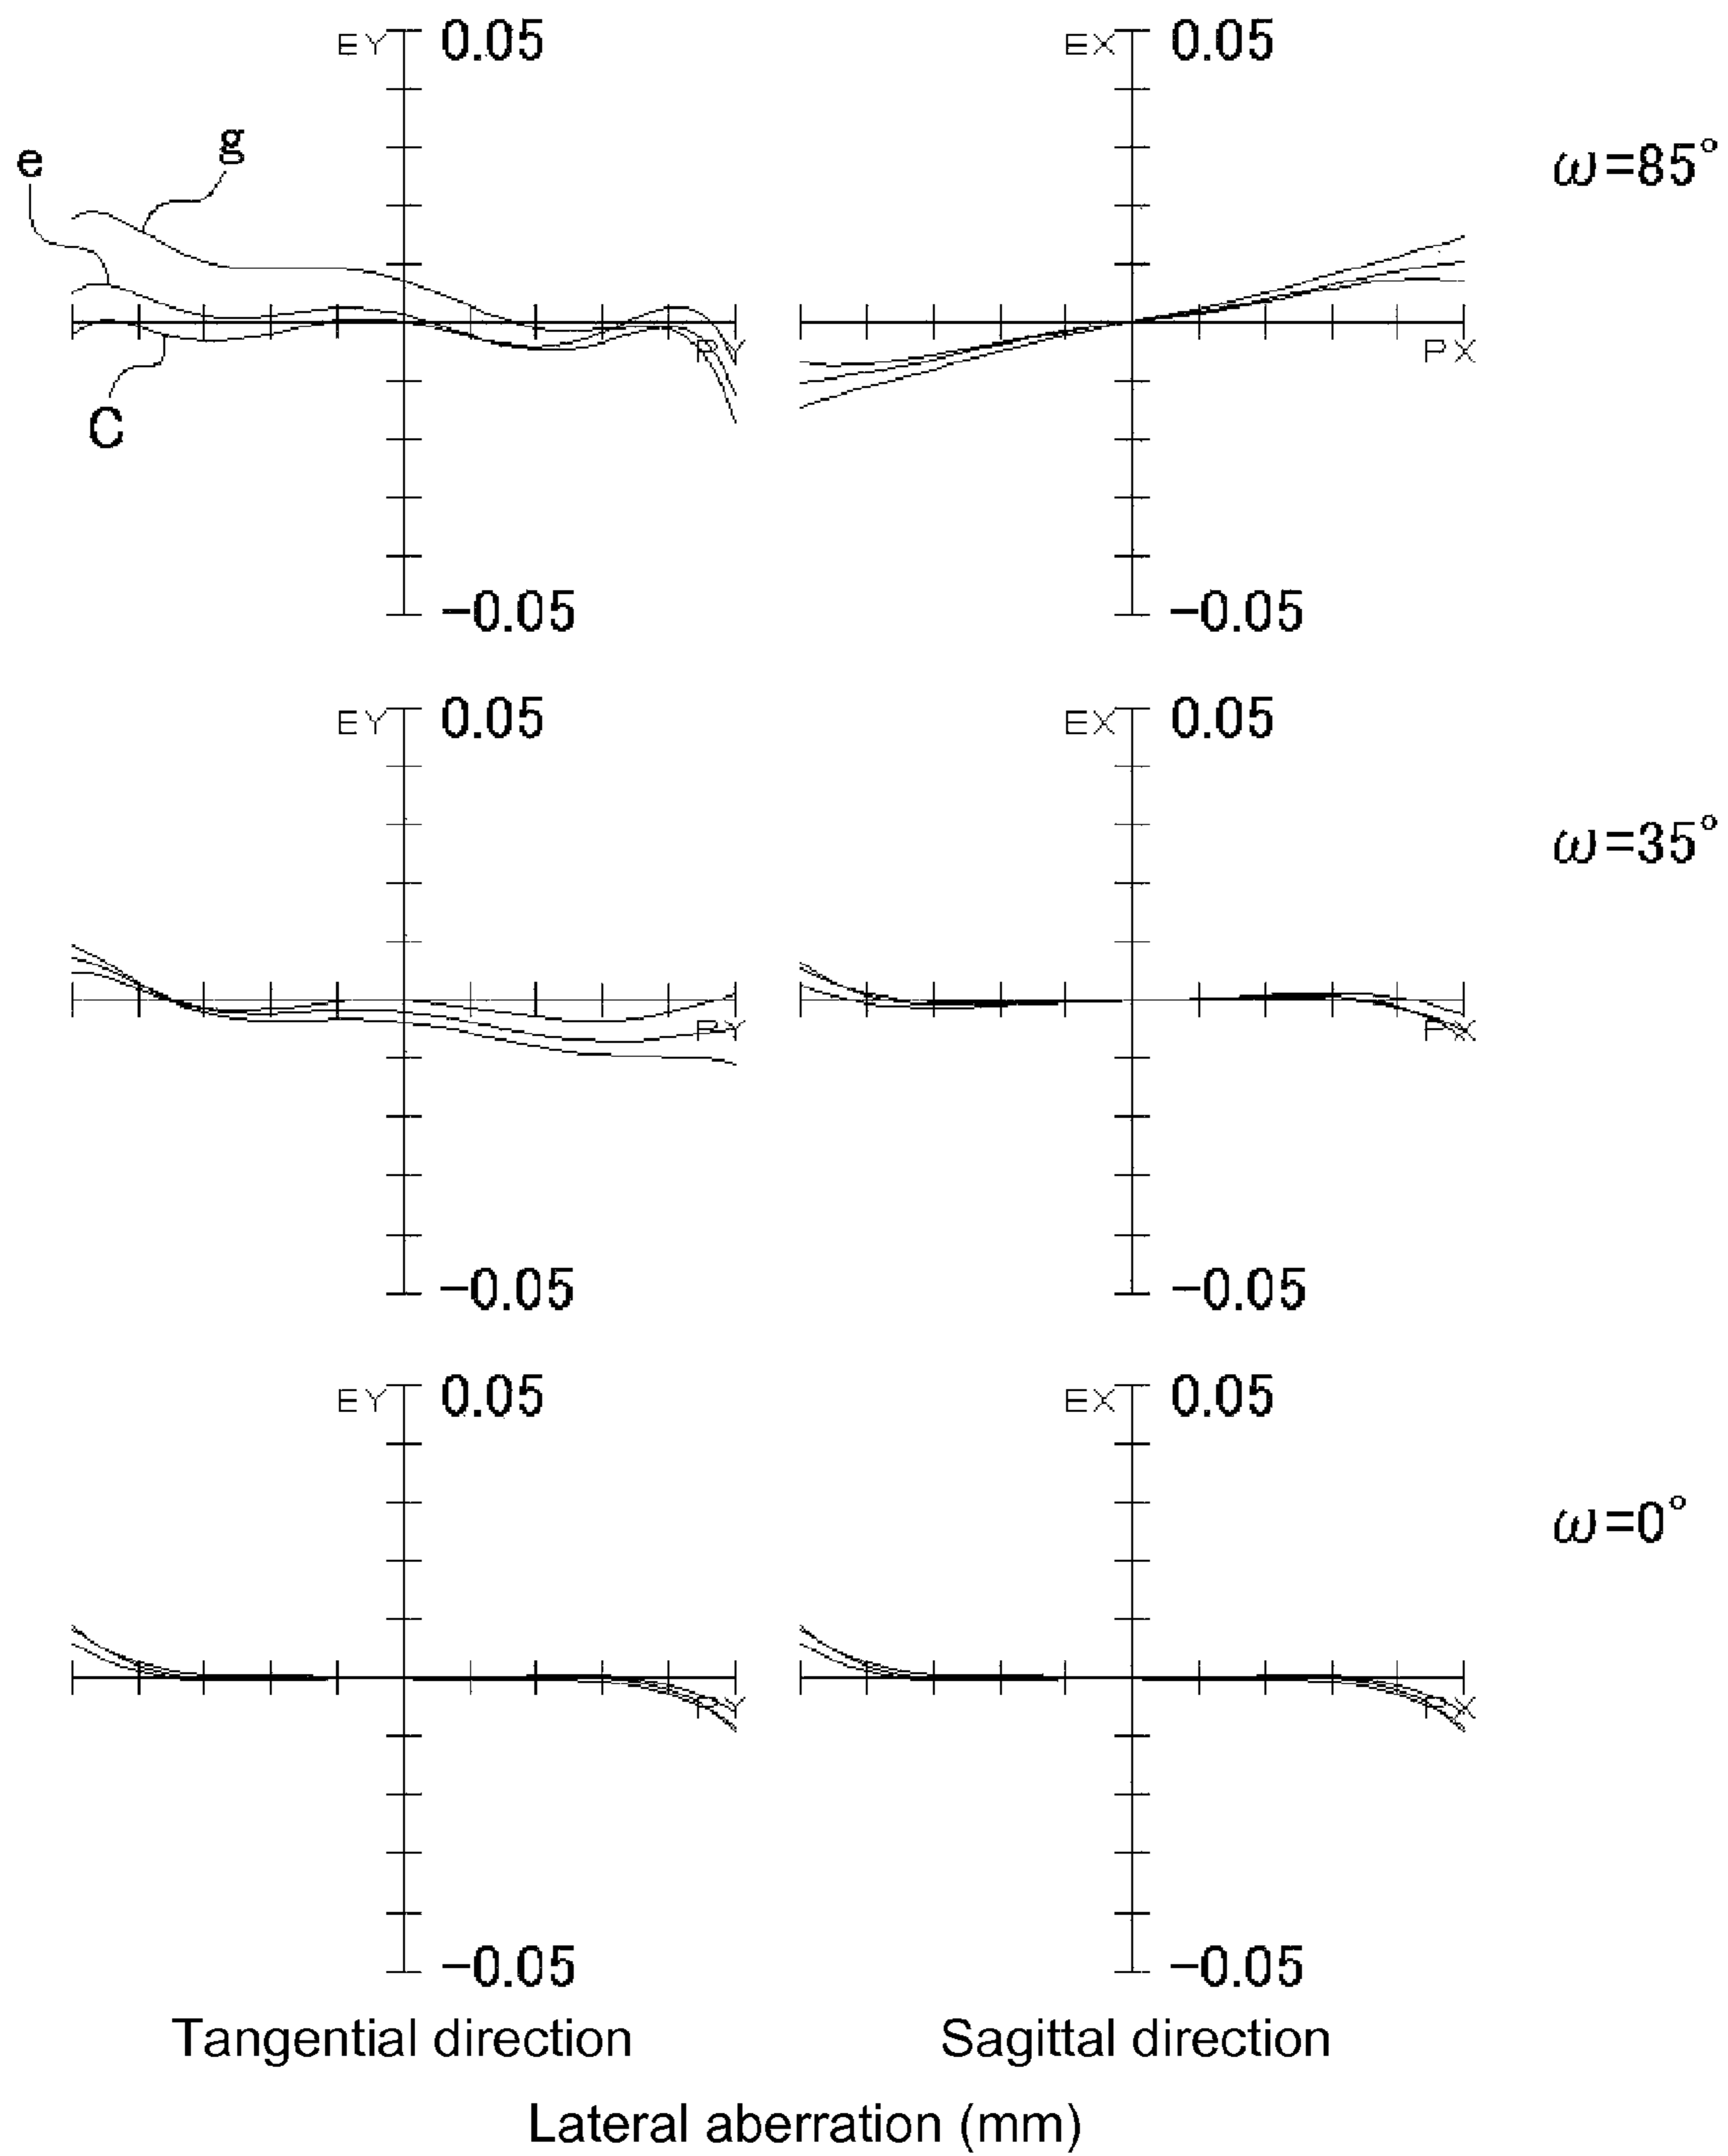 EY 0.05 EX 0.05
e g ω=85°
PY PX
C
−0.05 −0.05
EY 0.05 EX 0.05
ω=35°
PY PX
−0.05 −0.05
EY 0.05 EX 0.05
ω=0°
PY PX
−0.05 −0.05
Tangential direction Sagittal direction
Lateral aberration (mm)